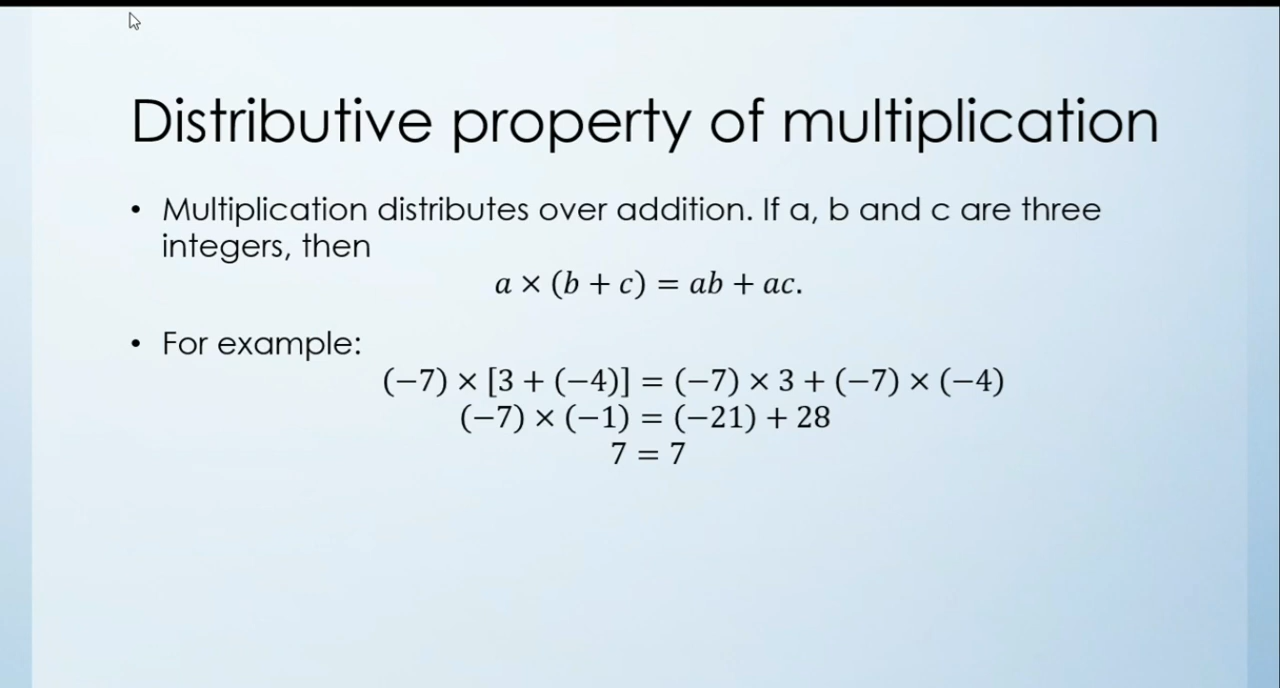 Distributive property of multiplication
• Multiplication distributes over addition. If a, b and c are three
integers, then
a × (b + c) = ab + ac.
• For example:
(−7) × [3 + (−4)] = (−7) × 3 + (−7) × (−4)
(−7) × (−1) = (−21) + 28
7 = 7